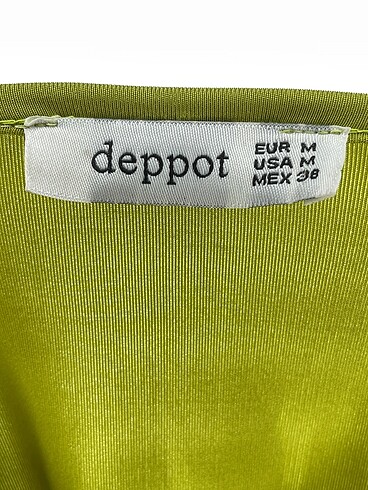 deppot
EUR M
USA M
MEX 38